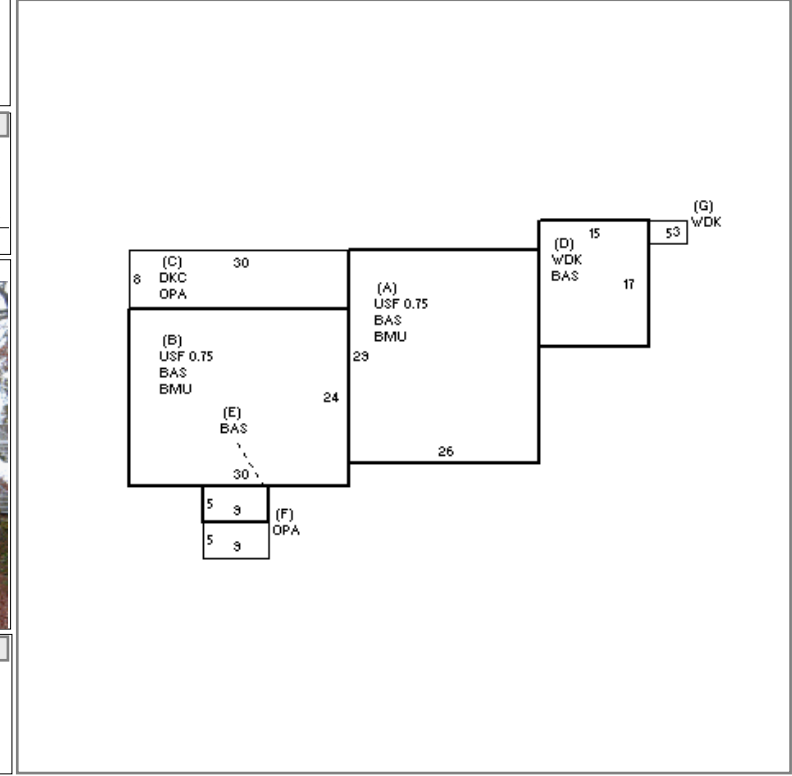 (G)
WDK
53
15
(D)
WDK
BAS
17
(C)
DKC
OPA
30
8
(A)
USF 0.75
BAS
BMU
29
26
(B)
USF 0.75
BAS
BMU
24
(E)
BAS
30
5
9
(F)
OPA
5
9